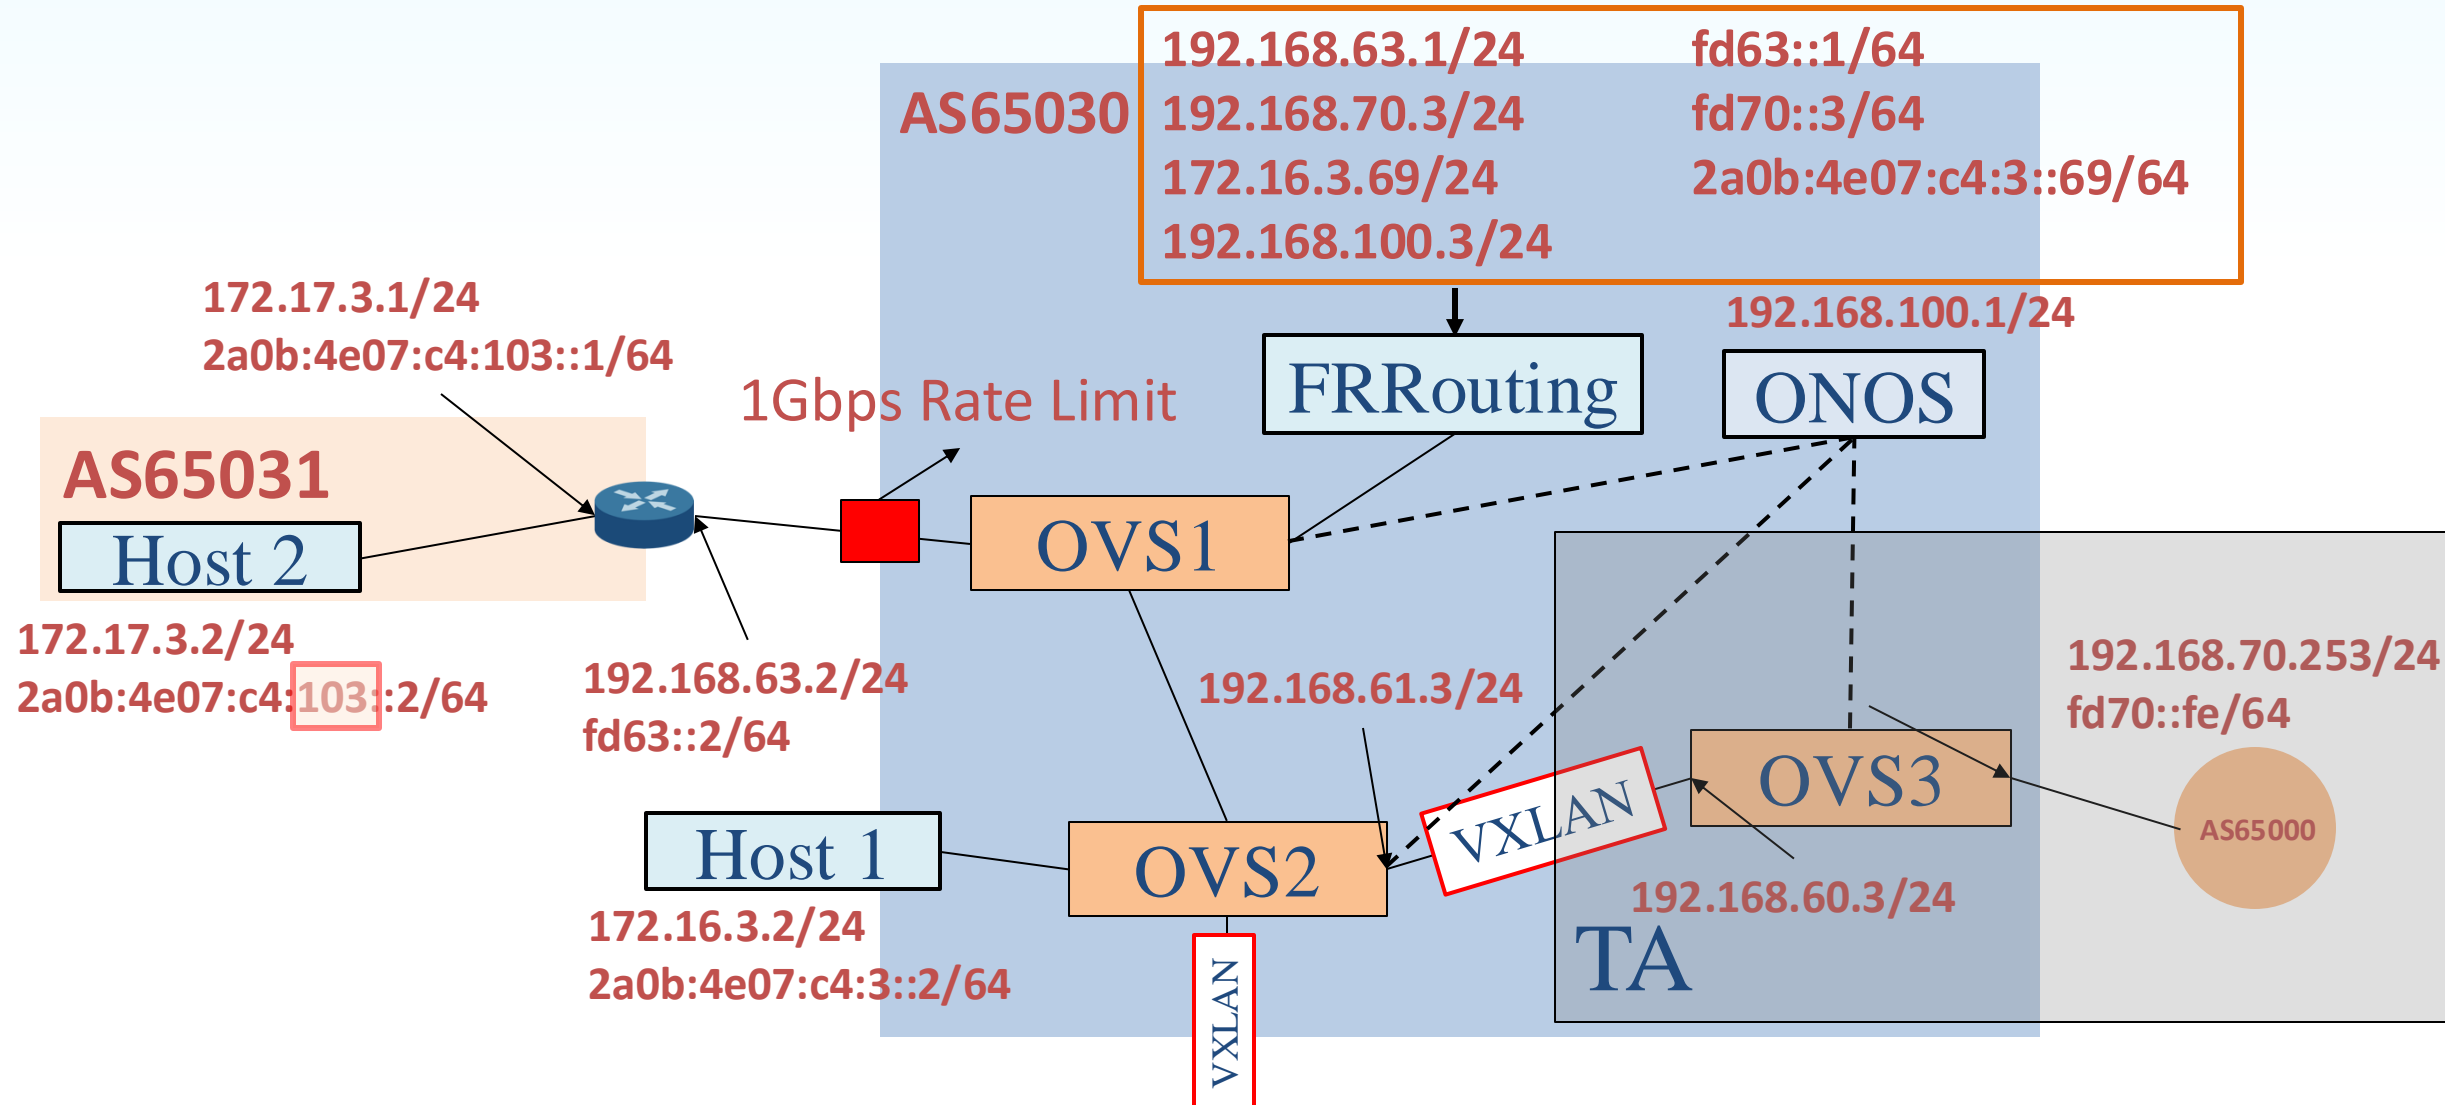 192.168.63.1/24
fd63::1/64
AS65030
192.168.70.3/24
fd70::3/64
172.16.3.69/24
2a0b:4e07:c4:3::69/64
192.168.100.3/24
172.17.3.1/24
2a0b:4e07:c4:103::1/64
192.168.100.1/24
1Gbps Rate Limit
FRRouting
ONOS
AS65031
Host 2
OVS1
172.17.3.2/24
2a0b:4e07:c4:103::2/64
192.168.63.2/24
fd63::2/64
192.168.61.3/24
192.168.70.253/24
fd70::fe/64
VXLAN
OVS3
AS65000
Host 1
OVS2
192.168.60.3/24
TA
172.16.3.2/24
2a0b:4e07:c4:3::2/64
VXLAN